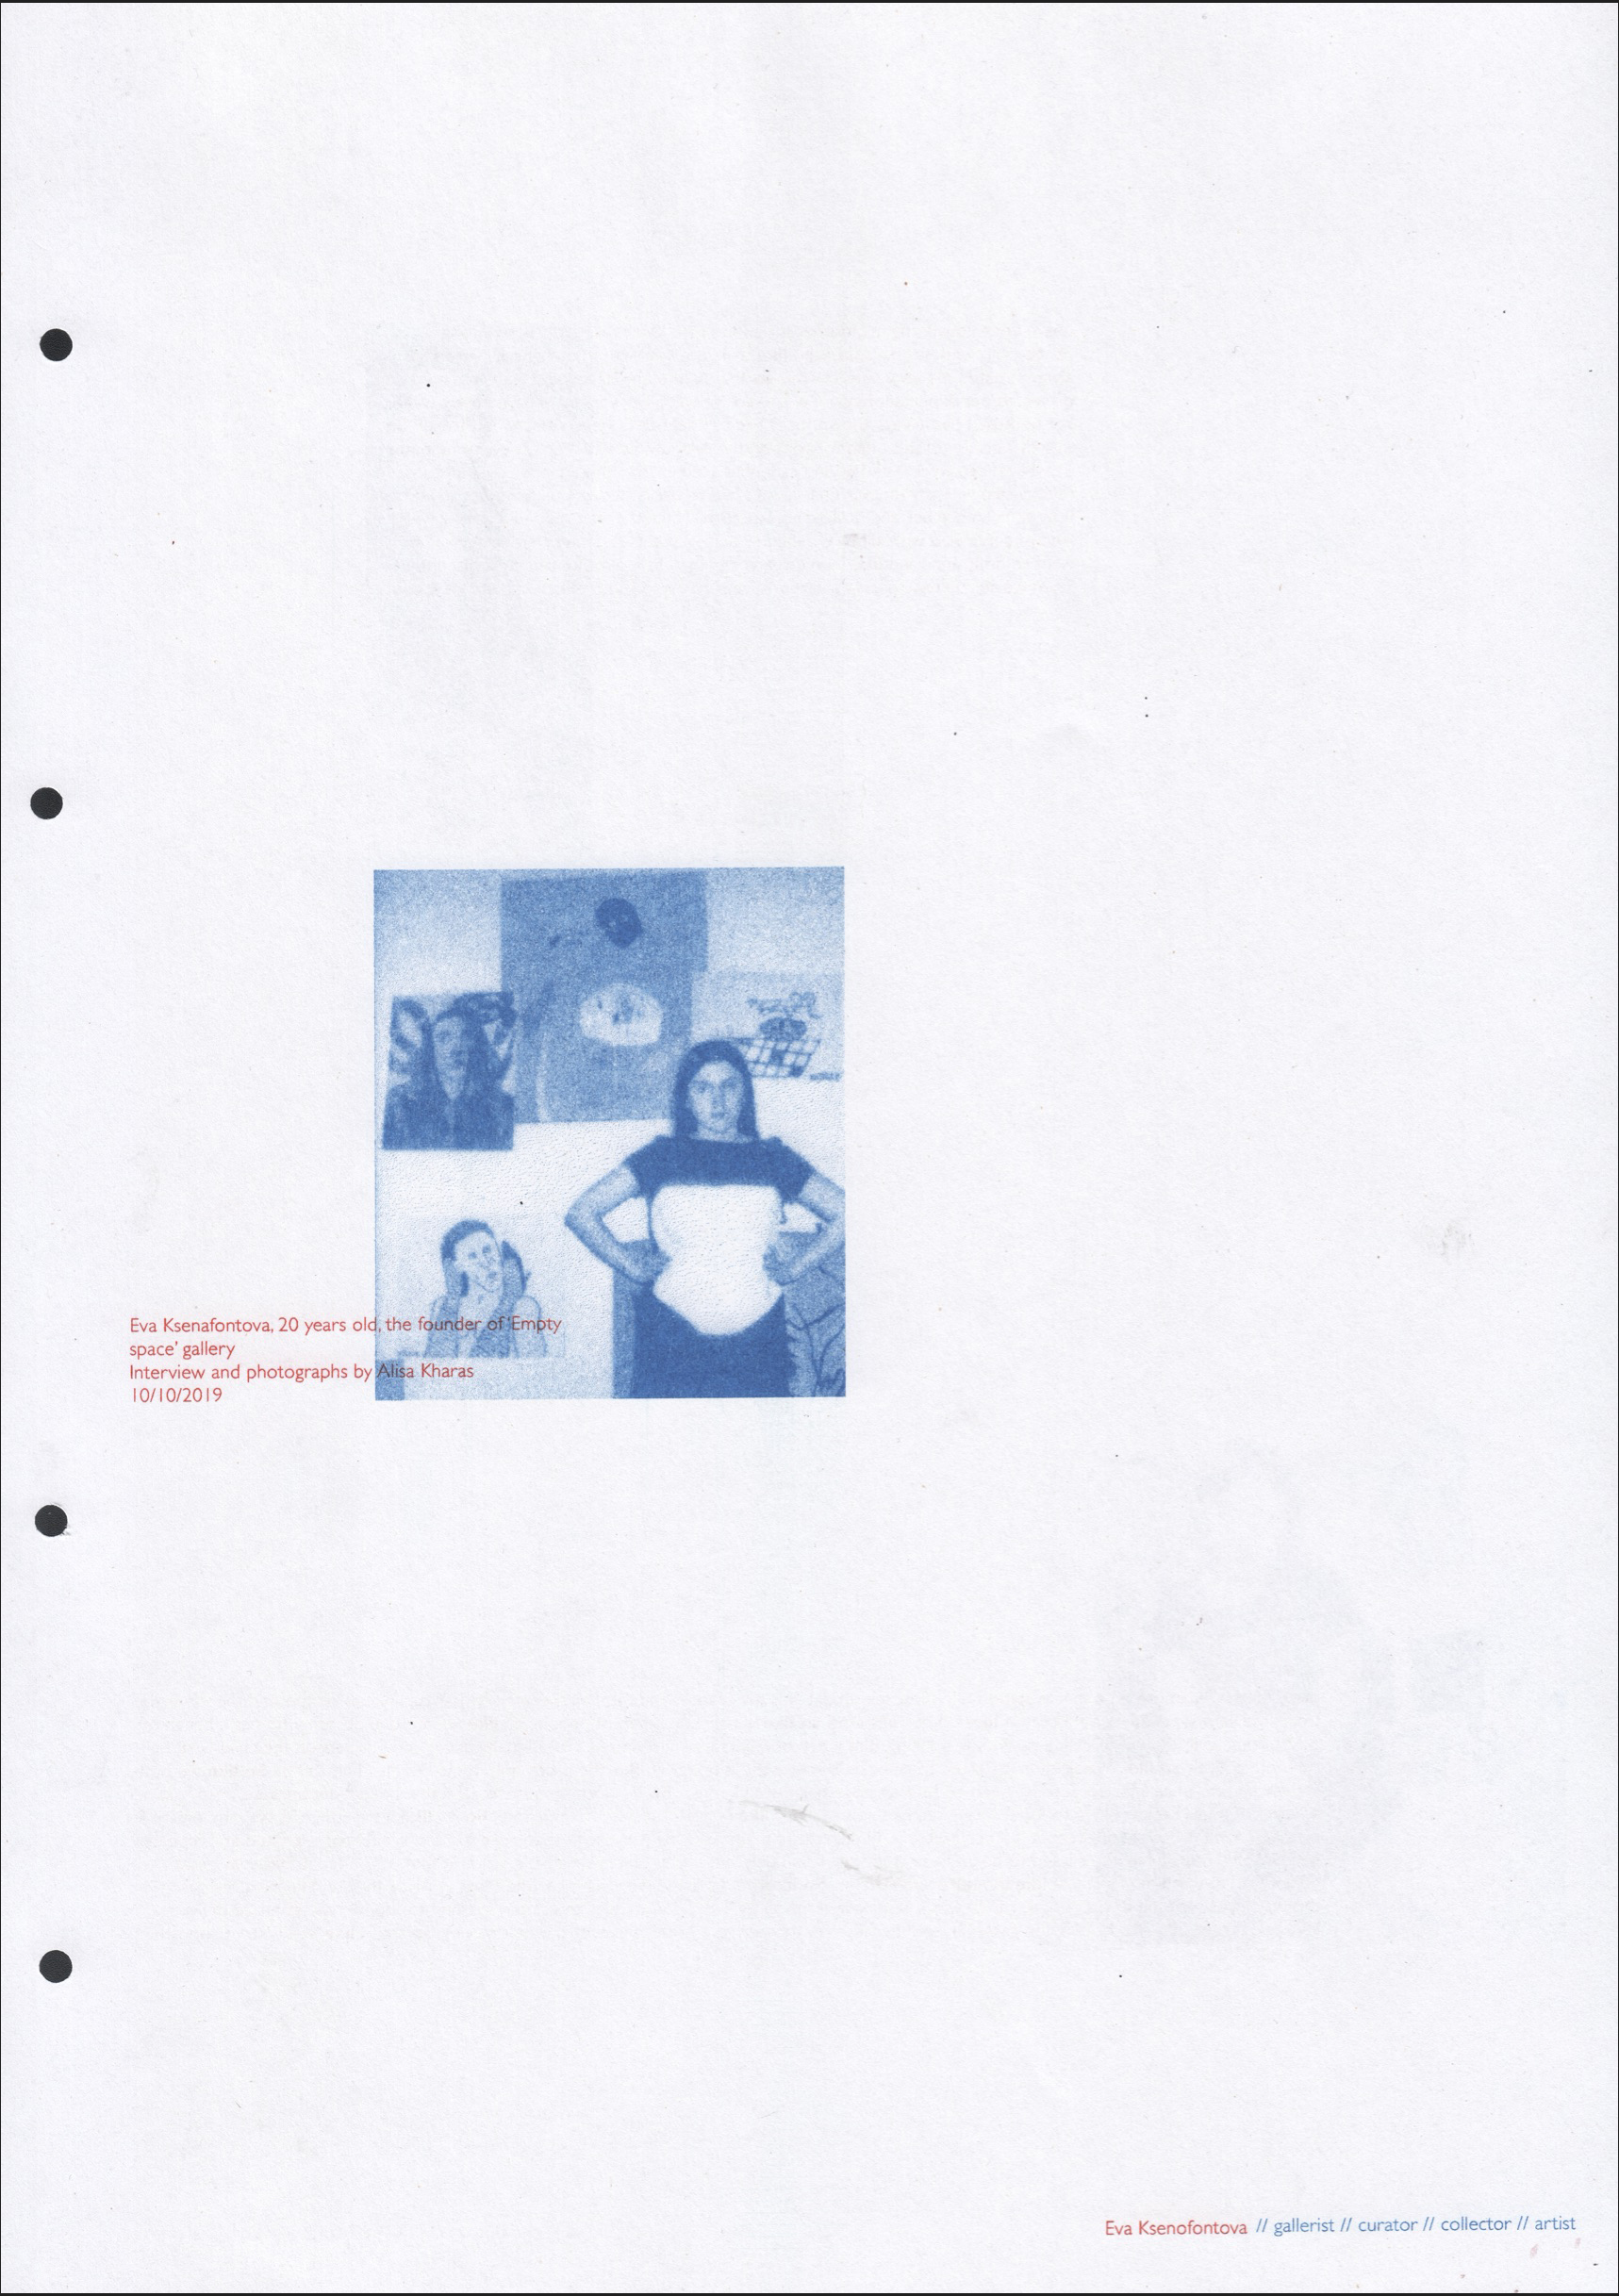 Eva Ksenafontova, 20 years old, the founder of 'Empty
space' gallery
Interview and photographs by Alisa Kharas
10/10/2019
Eva Ksenofontova // gallerist // curator // collector // artist